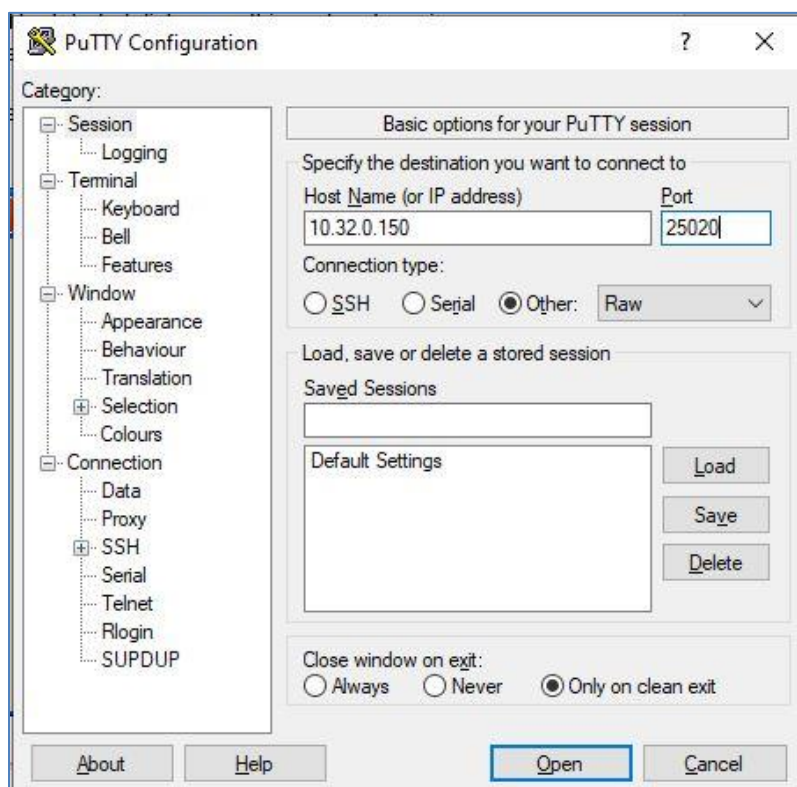 PuTTY Configuration
? 
Category:
Session
Logging
Terminal
Keyboard
Bell
Features
Window
Appearance
Behaviour
Translation
Selection
Colours
Connection
Data
Proxy
SSH
Serial
Telnet
Rlogin
SUPDUP
Basic options for your PuTTY session
Specify the destination you want to connect to
Host Name (or IP address) Port
10.32.0.150 25020
Connection type:
SSH Serial Other: Raw
Load, save or delete a stored session
Saved Sessions
Default Settings
Load
Save
Delete
Close window on exit:
Always Never Only on clean exit
About Help Open Cancel